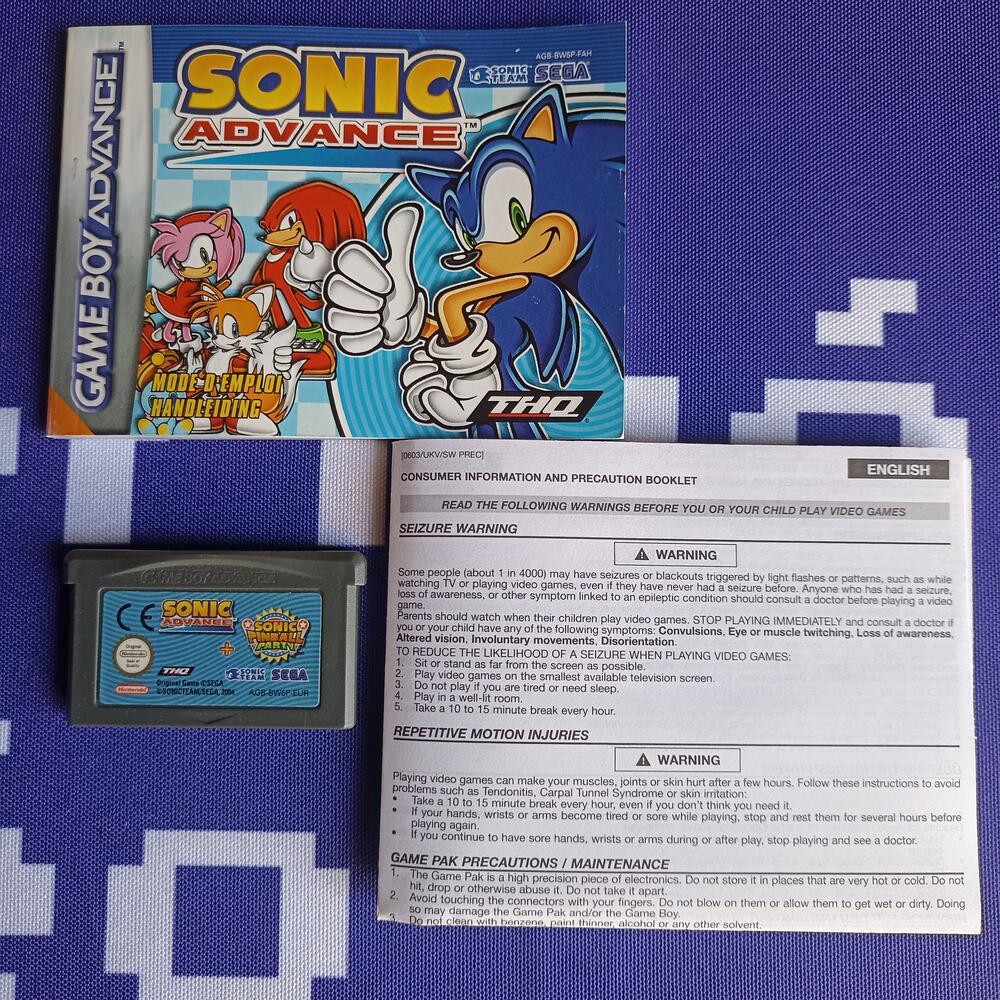 GAME BOY ADVANCE™
SONIC
ADVANCE™
AGB-BW5P-FAH
SONIC TEAM SEGA
MODE D'EMPLOI
HANDLEIDING
THQ
GAME BOY ADVANCE
CE
SONIC
ADVANCE
+
SONIC
PINBALL
PARTY
Original
Nintendo
Seal of
Quality
Nintendo
THQ
SONIC TEAM SEGA
Original Game ©SEGA
©SONICTEAM/SEGA, 2004
AGB-BW5P-EUR
[0603/UKV/SW PREC]
ENGLISH
CONSUMER INFORMATION AND PRECAUTION BOOKLET
READ THE FOLLOWING WARNINGS BEFORE YOU OR YOUR CHILD PLAY VIDEO GAMES
SEIZURE WARNING
WARNING
Some people (about 1 in 4000) may have seizures or blackouts triggered by light flashes or patterns, such as while
watching TV or playing video games, even if they have never had a seizure before. Anyone who has had a seizure,
loss of awareness, or other symptom linked to an epileptic condition should consult a doctor before playing a video
game.
Parents should watch when their children play video games. STOP PLAYING IMMEDIATELY and consult a doctor if
you or your child have any of the following symptoms: Convulsions, Eye or muscle twitching, Loss of awareness,
Altered vision, Involuntary movements, Disorientation.
TO REDUCE THE LIKELIHOOD OF A SEIZURE WHEN PLAYING VIDEO GAMES:
1. Sit or stand as far from the screen as possible.
2. Play video games on the smallest available television screen.
3. Do not play if you are tired or need sleep.
4. Play in a well-lit room.
5. Take a 10 to 15 minute break every hour.
REPETITIVE MOTION INJURIES
WARNING
Playing video games can make your muscles, joints or skin hurt after a few hours. Follow these instructions to avoid
problems such as Tendonitis, Carpal Tunnel Syndrome or skin irritation:
• Take a 10 to 15 minute break every hour, even if you don't think you need it.
• If your hands, wrists or arms become tired or sore while playing, stop and rest them for several hours before
playing again.
• If you continue to have sore hands, wrists or arms during or after play, stop playing and see a doctor.
GAME PAK PRECAUTIONS / MAINTENANCE
1. The Game Pak is a high precision piece of electronics. Do not store it in places that are very hot or cold. Do not
hit, drop or otherwise abuse it. Do not take it apart.
2. Avoid touching the connectors with your fingers. Do not blow on them or allow them to get wet or dirty. Doing
so may damage the Game Pak and/or the Game Boy.
3. Do not clean with benzene, paint thinner, alcohol or any other solvent.